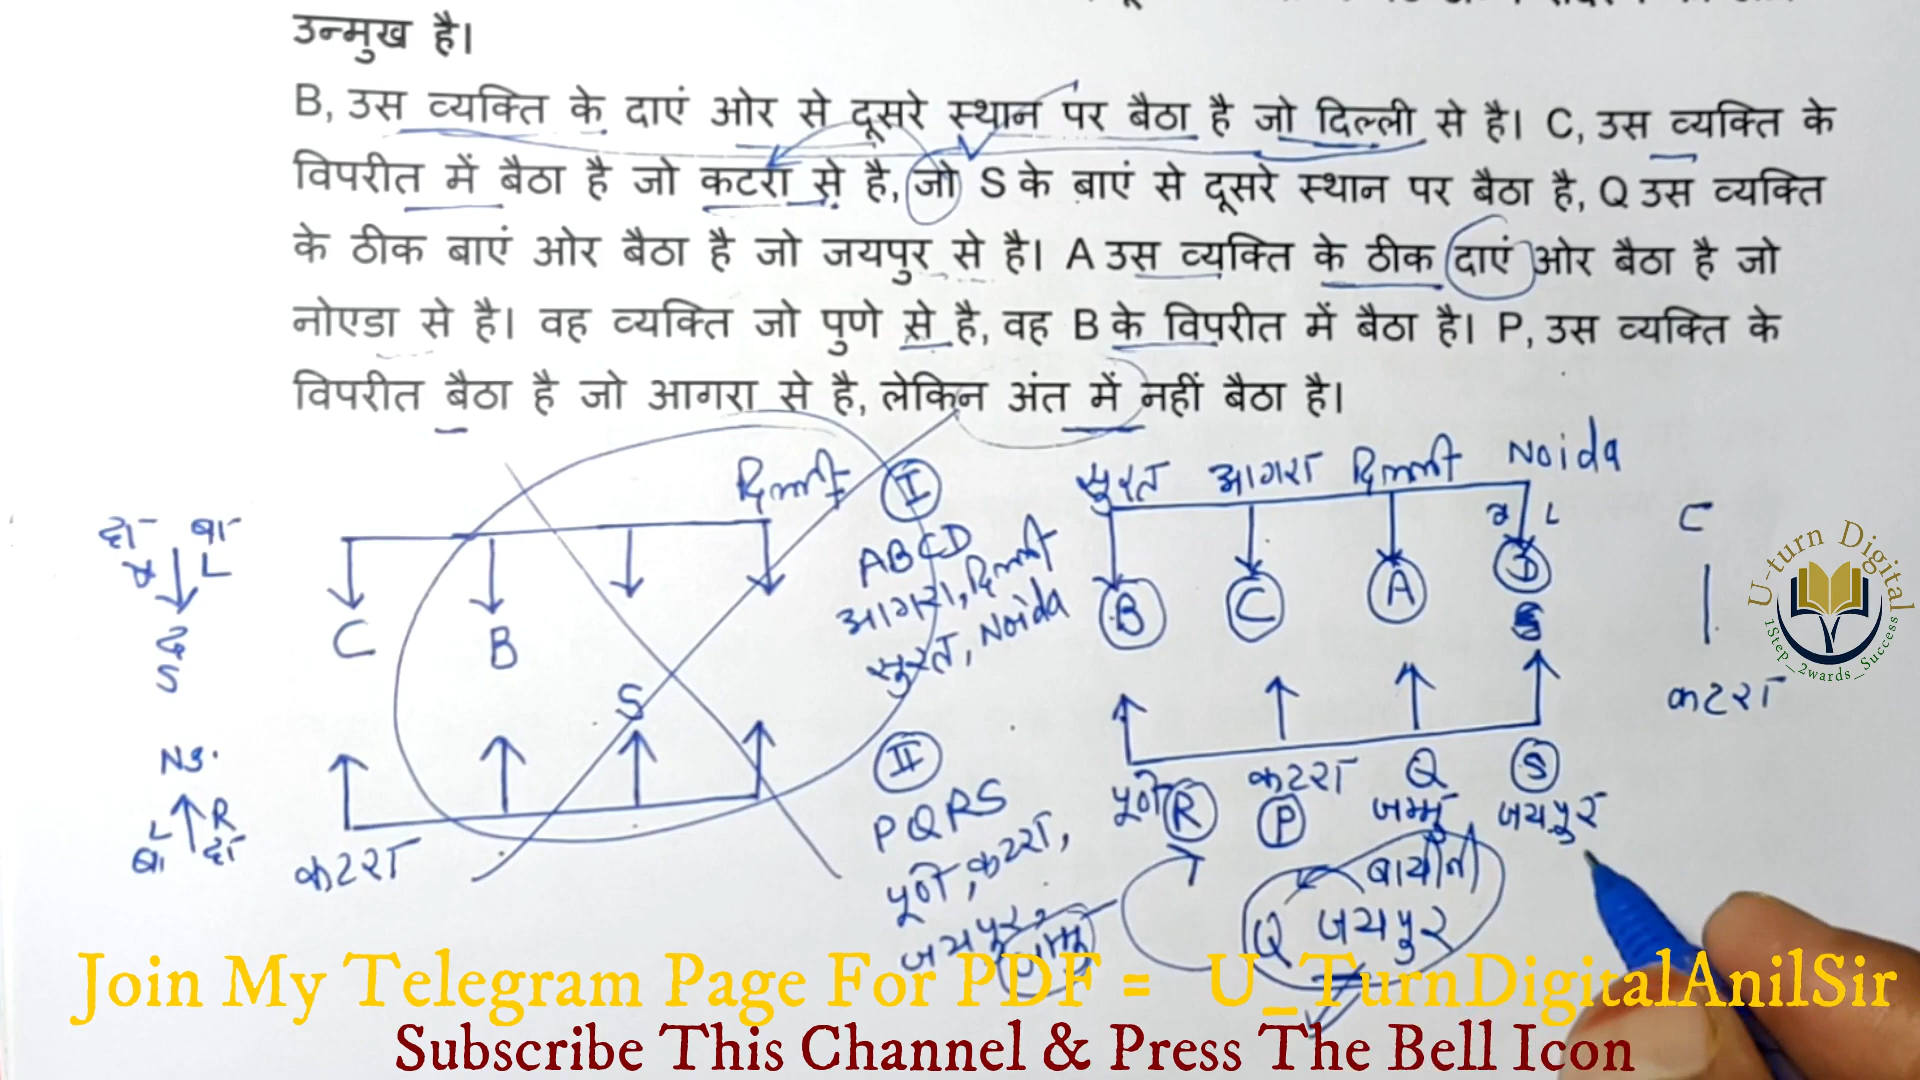 उन्मुख है।
B, उस व्यक्ति के दाएं ओर से दूसरे स्थान पर बैठा है जो दिल्ली से है। C, उस व्यक्ति के
विपरीत में बैठा है जो कटरा से है, जो S के बाएं से दूसरे स्थान पर बैठा है, Q उस व्यक्ति
के ठीक बाएं ओर बैठा है जो जयपुर से है। A उस व्यक्ति के ठीक दाएं ओर बैठा है जो
नोएडा से है। वह व्यक्ति जो पुणे से है, वह B के विपरीत में बैठा है। P, उस व्यक्ति के
विपरीत बैठा है जो आगरा से है, लेकिन अंत में नहीं बैठा है।
सुरत आगरा दिल्ली Noida
दिल्ली I
दा बा
L
C B
ABCD
आगरा, दिल्ली
सुरत, Noida
B C A
L
C
कटरा
S
S
N
L R
बा दा
कटरा
II
PQRS
पूणे, कटरा,
जयपुर,
जम्मू
पूणे R कटरा P Q जम्मू S जयपुर
Q जयपुर
U-turn Digital
1Step_2wards_Success
Join My Telegram Page For PDF = U_TurnDigitalAnilSir
Subscribe This Channel & Press The Bell Icon